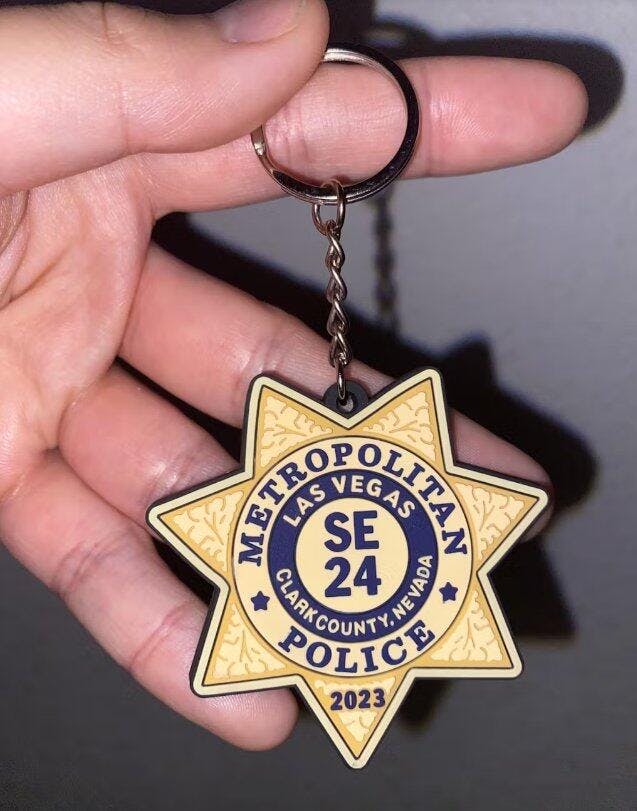 METROPOLITAN
LAS VEGAS
SE
24
CLARK COUNTY, NEVADA
POLICE
2023